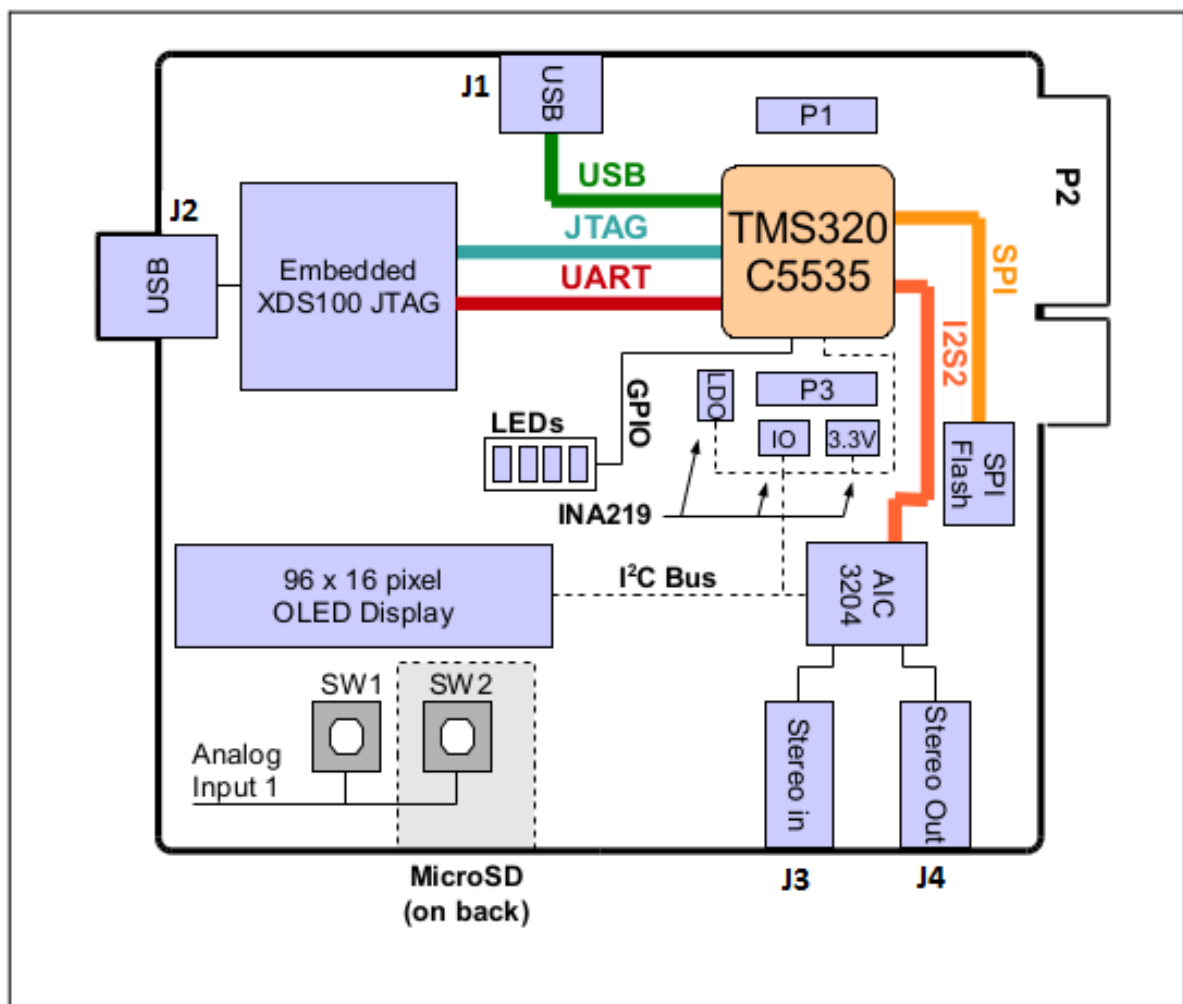 J1
USB
P1
P2
USB
J2
JTAG
TMS320
C5535
Embedded
XDS100 JTAG
USB
UART
SPI
I2S2
GPIO
LDO
P3
LEDs
IO
3.3V
SPI
Flash
INA219
96 x 16 pixel
OLED Display
I²C Bus
AIC
3204
SW1
SW2
Analog
Input 1
Stereo in
Stereo Out
MicroSD
(on back)
J3
J4